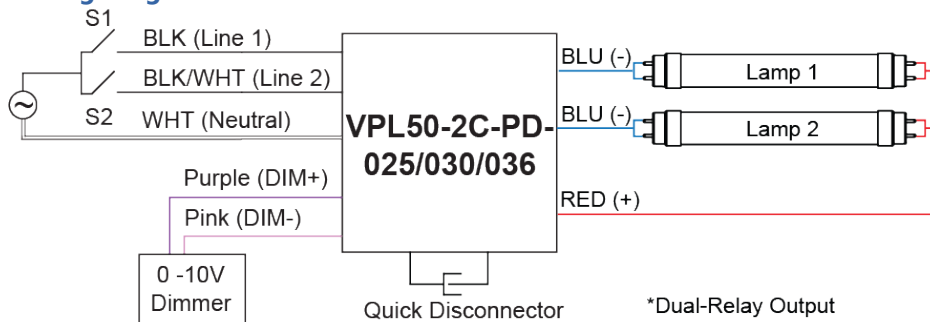 S1
BLK (Line 1)
BLK/WHT (Line 2)
S2
WHT (Neutral)
Purple (DIM+)
Pink (DIM-)
0 -10V
Dimmer
VPL50-2C-PD-
025/030/036
Quick Disconnector
BLU (-)
Lamp 1
BLU (-)
Lamp 2
RED (+)
*Dual-Relay Output